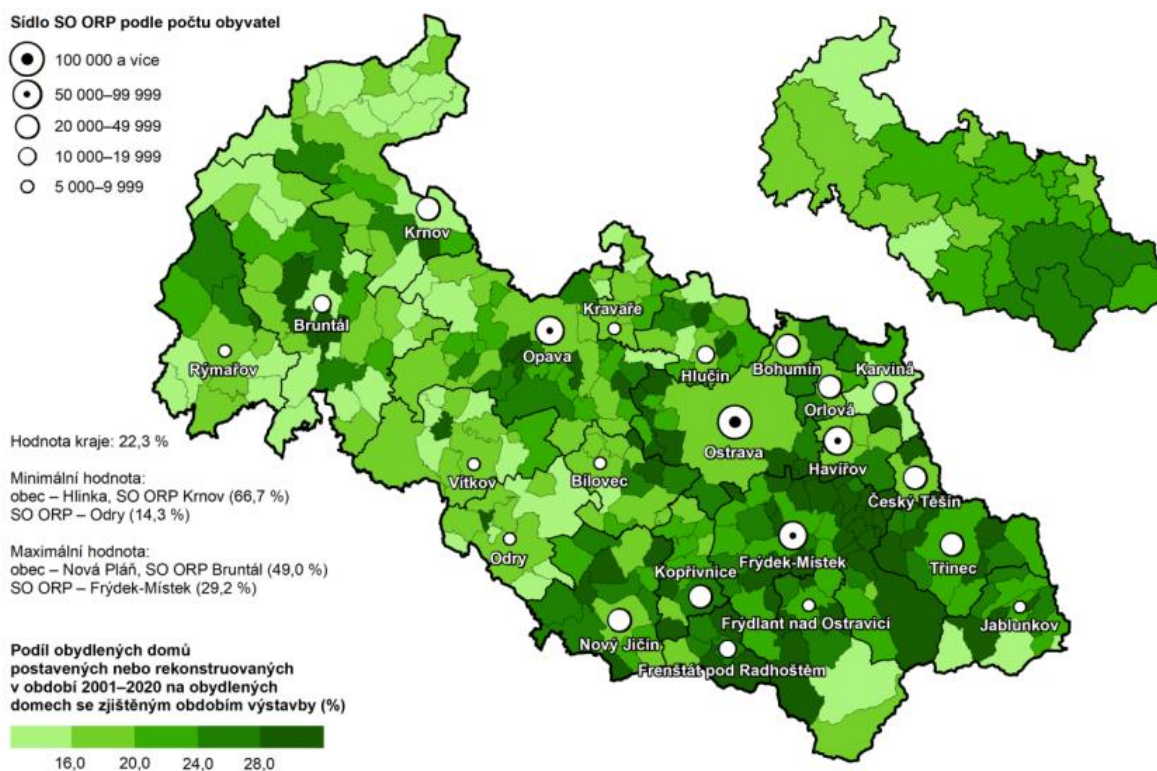 Sídlo SO ORP podle počtu obyvatel
100 000 a více
50 000–99 999
20 000–49 999
10 000–19 999
5 000–9 999
Krnov
Bruntál
Rýmařov
Kravaře
Opava
Hlučín
Bohumín
Karviná
Orlová
Ostrava
Havířov
Vítkov
Bílovec
Český Těšín
Odry
Frýdek-Místek
Třinec
Kopřivnice
Nový Jičín
Frýdlant nad Ostravicí
Jablunkov
Frenštát pod Radhoštěm
Hodnota kraje: 22,3 %
Minimální hodnota:
obec – Hlinka, SO ORP Krnov (66,7 %)
SO ORP – Odry (14,3 %)
Maximální hodnota:
obec – Nová Pláň, SO ORP Bruntál (49,0 %)
SO ORP – Frýdek-Místek (29,2 %)
Podíl obydlených domů
postavených nebo rekonstruovaných
v období 2001–2020 na obydlených
domech se zjištěným obdobím výstavby (%)
16,0 20,0 24,0 28,0